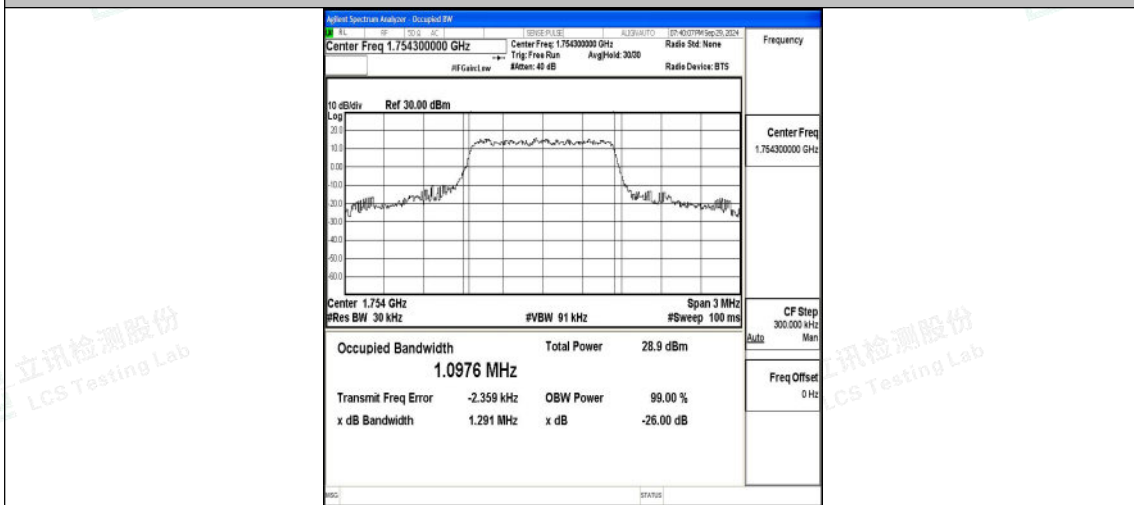 Agilent Spectrum Analyzer - Occupied BW
RL RF 50 Ω AC SENSE:PULSE ALIGNAUTO 07:40:07 PM Sep 29, 2024
Center Freq 1.754300000 GHz
Center Freq: 1.754300000 GHz
Radio Std: None
Trig: Free Run Avg|Hold: 30/30
#IFGain:Low #Atten: 40 dB Radio Device: BTS
Frequency
10 dB/div Ref 30.00 dBm
Log
20.0
10.0
0.00
-10.0
-20.0
-30.0
-40.0
-50.0
-60.0
Center Freq
1.754300000 GHz
Center 1.754 GHz Span 3 MHz
#Res BW 30 kHz #VBW 91 kHz #Sweep 100 ms
CF Step
300.000 kHz
Auto Man
Occupied Bandwidth Total Power 28.9 dBm
1.0976 MHz
Freq Offset
0 Hz
Transmit Freq Error -2.359 kHz OBW Power 99.00 %
x dB Bandwidth 1.291 MHz x dB -26.00 dB
MSG STATUS
立讯检测股份
LCS Testing Lab
立讯检测股份
LCS Testing Lab